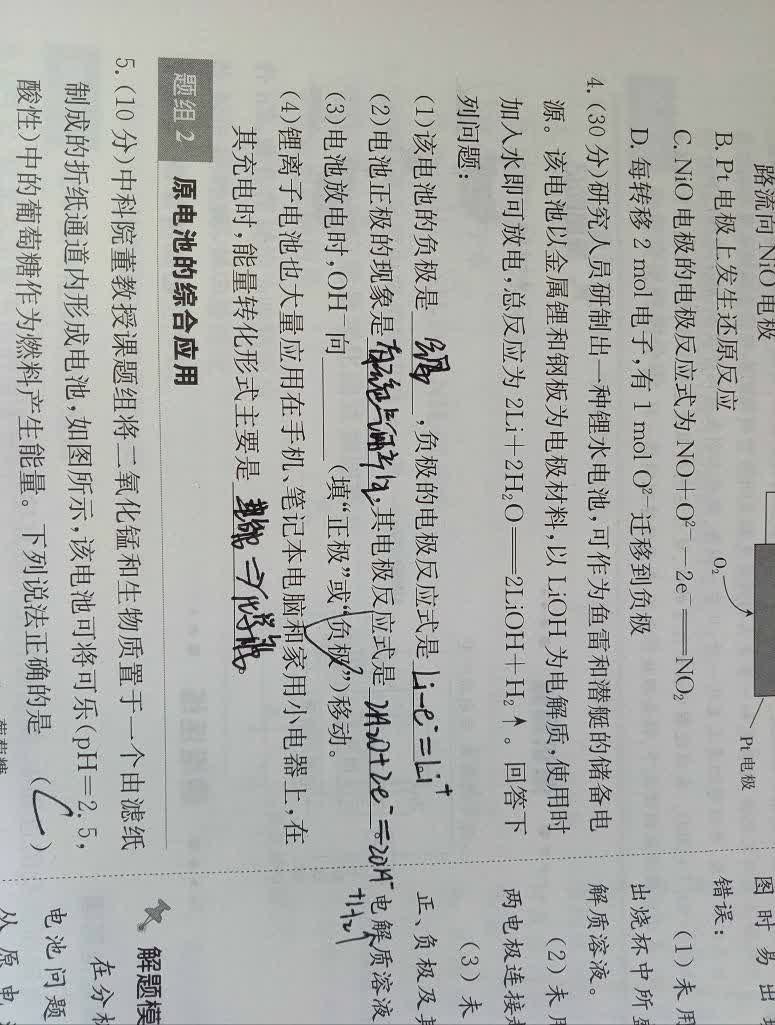 路流向 NiO 电极
B. Pt 电极上发生还原反应
C. NiO 电极的电极反应式为 NO+O²⁻−2e⁻══NO₂
D. 每转移 2 mol 电子,有 1 mol O²⁻迁移到负极
O₂
Pt 电极
4. (30 分)研究人员研制出一种锂水电池,可作为鱼雷和潜艇的储备电
源。该电池以金属锂和钢板为电极材料,以 LiOH 为电解质,使用时
加入水即可放电,总反应为 2Li+2H₂O══2LiOH+H₂↑。回答下
列问题:
(1)该电池的负极是 锂 ,负极的电极反应式是 Li−e⁻=Li⁺
(2)电池正极的现象是 有无色气泡产生,其电极反应式是 2H₂O+2e⁻=2OH⁻
+H₂↑
(3)电池放电时,OH⁻向 (填“正极”或“负极”)移动。
(4)锂离子电池也大量应用在手机、笔记本电脑和家用小电器上,在
其充电时,能量转化形式主要是 电能⇒化学能。
题组 2 原电池的综合应用
5. (10 分)中科院董教授课题组将二氧化锰和生物质置于一个由滤纸
制成的折纸通道内形成电池,如图所示,该电池可将可乐(pH=2.5,
酸性)中的葡萄糖作为燃料产生能量。下列说法正确的是 ( C )
图 时 易 出
错误:
(1)未用
出烧杯中所
解质溶液。
(2)未用
两电极连接
(3)未
正、负极及其
电解质溶液
解题模
在分析
电池问题
从 原 电